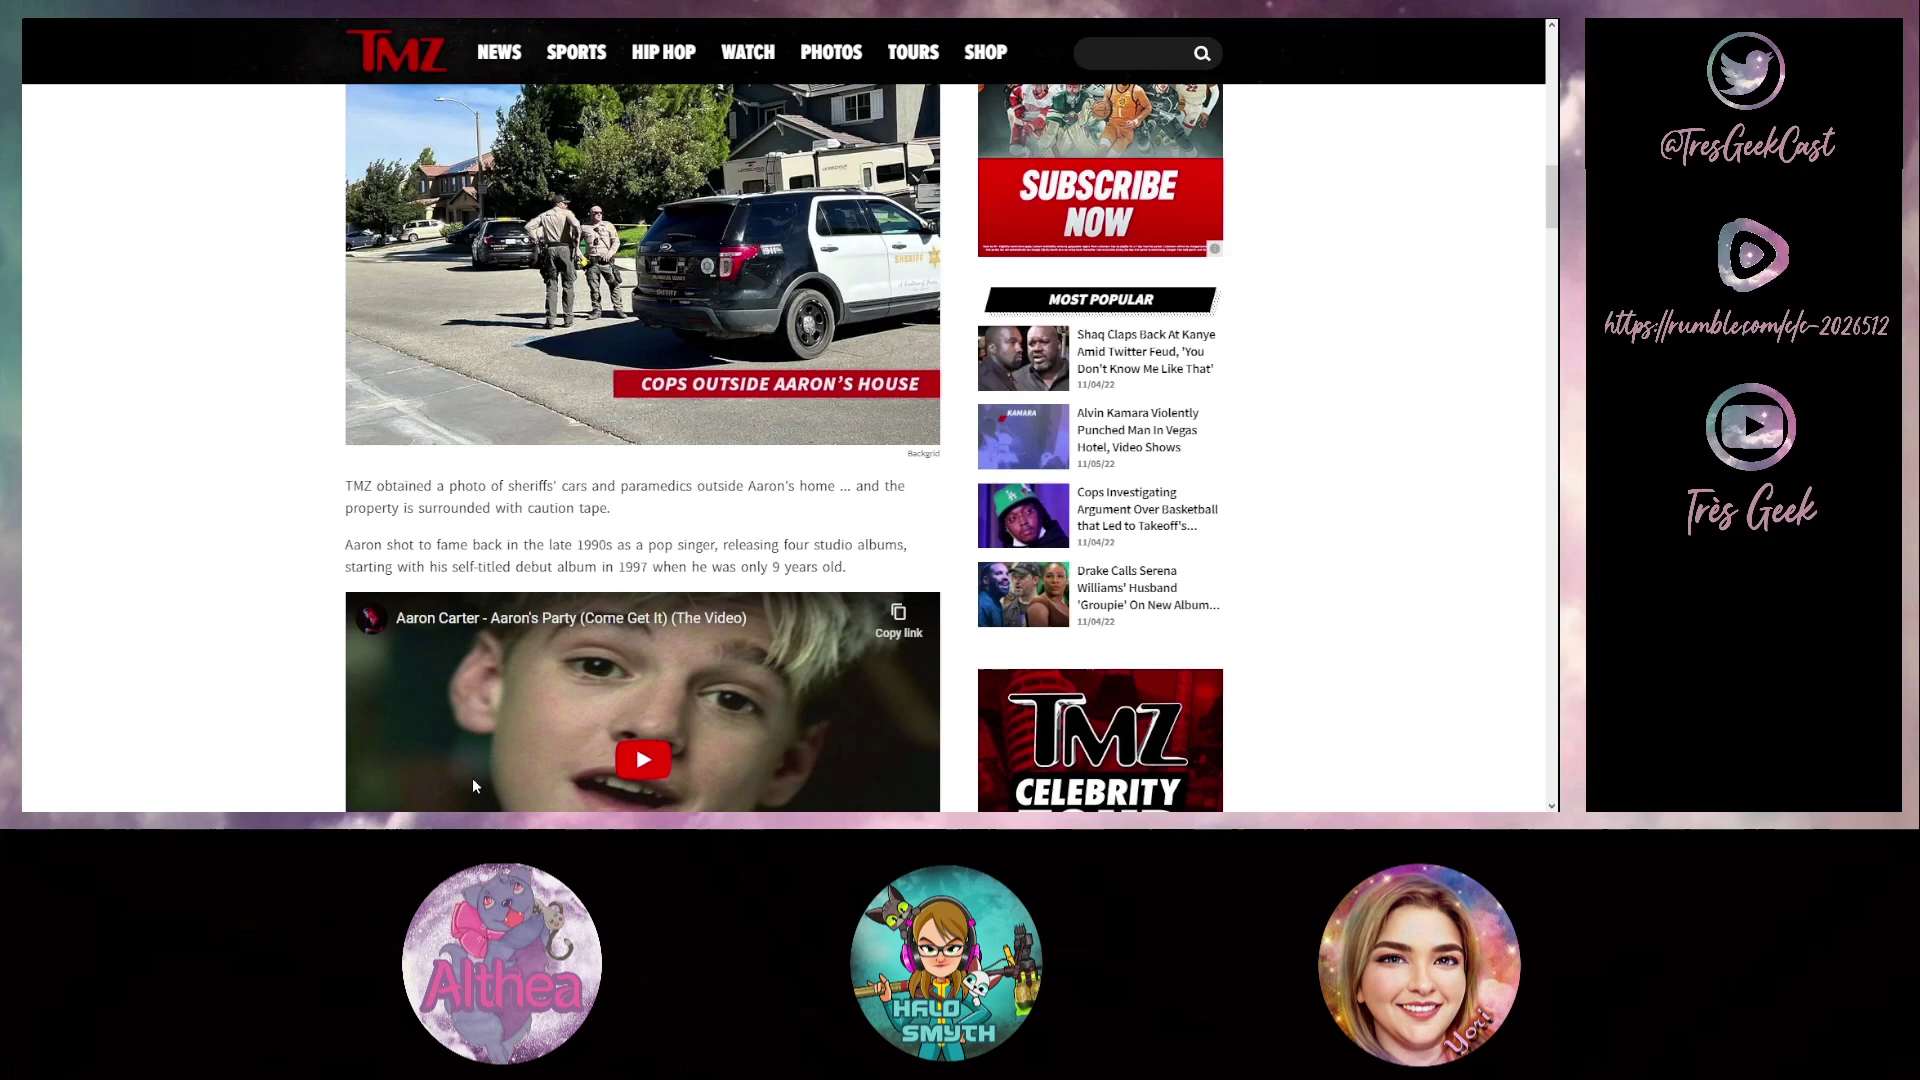 TMZ
NEWS SPORTS HIP HOP WATCH PHOTOS TOURS SHOP
SHERIFF
COPS OUTSIDE AARON'S HOUSE
Backgrid
TMZ obtained a photo of sheriffs' cars and paramedics outside Aaron's home ... and the
property is surrounded with caution tape.
Aaron shot to fame back in the late 1990s as a pop singer, releasing four studio albums,
starting with his self-titled debut album in 1997 when he was only 9 years old.
Aaron Carter - Aaron's Party (Come Get It) (The Video)
Copy link
SUBSCRIBE
NOW
MOST POPULAR
Shaq Claps Back At Kanye
Amid Twitter Feud, 'You
Don't Know Me Like That'
11/04/22
KAMARA
Alvin Kamara Violently
Punched Man In Vegas
Hotel, Video Shows
11/05/22
Cops Investigating
Argument Over Basketball
that Led to Takeoff's...
11/04/22
Drake Calls Serena
Williams' Husband
'Groupie' On New Album...
11/04/22
TMZ
CELEBRITY
@TresGeekCast
https://rumble.com/c/c-2026512
Très Geek
Althea
HALO
SMYTH
Yori